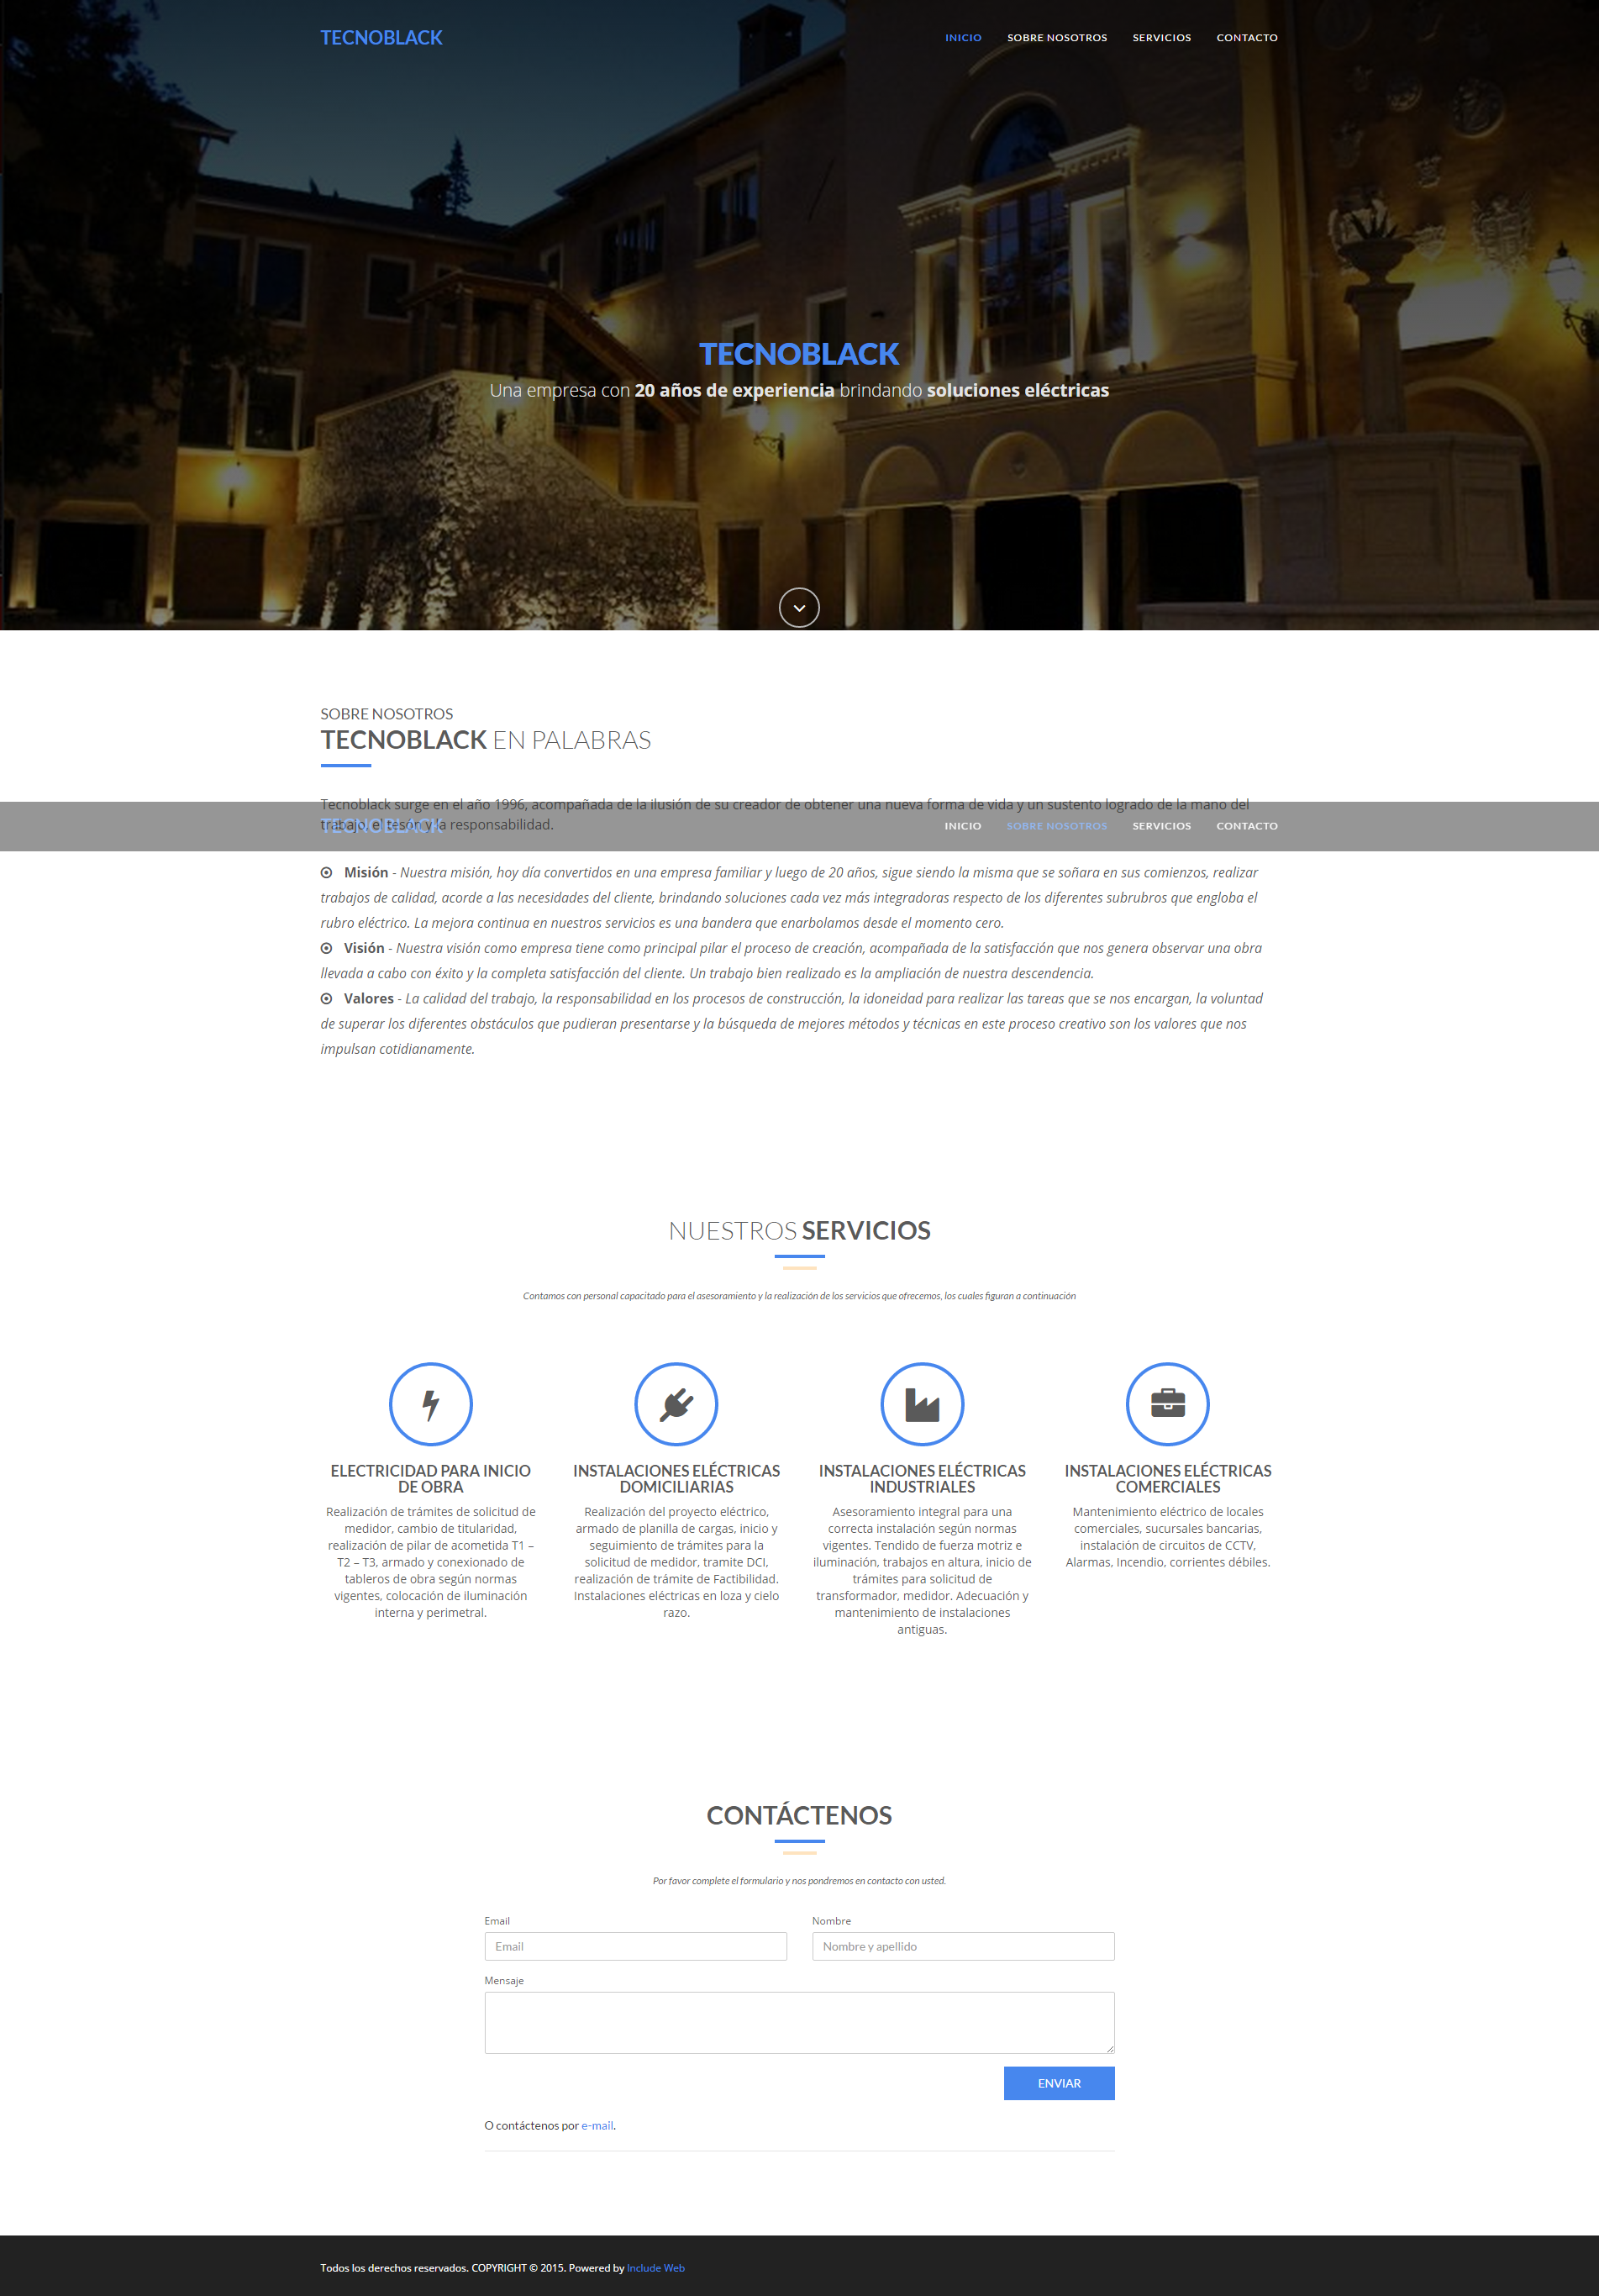 TECNOBLACK
INICIO SOBRE NOSOTROS SERVICIOS CONTACTO
TECNOBLACK
Una empresa con 20 años de experiencia brindando soluciones eléctricas
SOBRE NOSOTROS
TECNOBLACK EN PALABRAS
Tecnoblack surge en el año 1996, acompañada de la ilusión de su creador de obtener una nueva forma de vida y un sustento logrado de la mano del
trabajo, el tesón y la responsabilidad.
TECNOBLACK
INICIO SOBRE NOSOTROS SERVICIOS CONTACTO
Misión - Nuestra misión, hoy día convertidos en una empresa familiar y luego de 20 años, sigue siendo la misma que se soñara en sus comienzos, realizar
trabajos de calidad, acorde a las necesidades del cliente, brindando soluciones cada vez más integradoras respecto de los diferentes subrubros que engloba el
rubro eléctrico. La mejora continua en nuestros servicios es una bandera que enarbolamos desde el momento cero.
Visión - Nuestra visión como empresa tiene como principal pilar el proceso de creación, acompañada de la satisfacción que nos genera observar una obra
llevada a cabo con éxito y la completa satisfacción del cliente. Un trabajo bien realizado es la ampliación de nuestra descendencia.
Valores - La calidad del trabajo, la responsabilidad en los procesos de construcción, la idoneidad para realizar las tareas que se nos encargan, la voluntad
de superar los diferentes obstáculos que pudieran presentarse y la búsqueda de mejores métodos y técnicas en este proceso creativo son los valores que nos
impulsan cotidianamente.
NUESTROS SERVICIOS
Contamos con personal capacitado para el asesoramiento y la realización de los servicios que ofrecemos, los cuales figuran a continuación
ELECTRICIDAD PARA INICIO
DE OBRA
Realización de trámites de solicitud de
medidor, cambio de titularidad,
realización de pilar de acometida T1 –
T2 – T3, armado y conexionado de
tableros de obra según normas
vigentes, colocación de iluminación
interna y perimetral.
INSTALACIONES ELÉCTRICAS
DOMICILIARIAS
Realización del proyecto eléctrico,
armado de planilla de cargas, inicio y
seguimiento de trámites para la
solicitud de medidor, tramite DCI,
realización de trámite de Factibilidad.
Instalaciones eléctricas en loza y cielo
razo.
INSTALACIONES ELÉCTRICAS
INDUSTRIALES
Asesoramiento integral para una
correcta instalación según normas
vigentes. Tendido de fuerza motriz e
iluminación, trabajos en altura, inicio de
trámites para solicitud de
transformador, medidor. Adecuación y
mantenimiento de instalaciones
antiguas.
INSTALACIONES ELÉCTRICAS
COMERCIALES
Mantenimiento eléctrico de locales
comerciales, sucursales bancarias,
instalación de circuitos de CCTV,
Alarmas, Incendio, corrientes débiles.
CONTÁCTENOS
Por favor complete el formulario y nos pondremos en contacto con usted.
Email
Email
Nombre
Nombre y apellido
Mensaje
ENVIAR
O contáctenos por e-mail.
Todos los derechos reservados. COPYRIGHT © 2015. Powered by Include Web